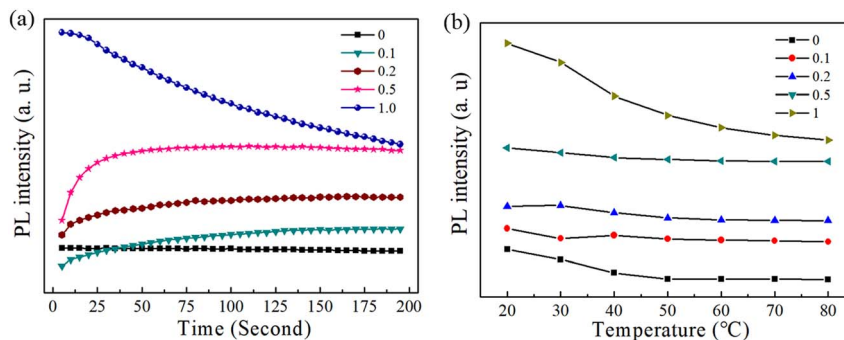 (a)
PL intensity (a. u.)
0
0.1
0.2
0.5
1.0
0 25 50 75 100 125 150 175 200
Time (Second)
(b)
PL intensity (a. u)
0
0.1
0.2
0.5
1
20 30 40 50 60 70 80
Temperature (°C)